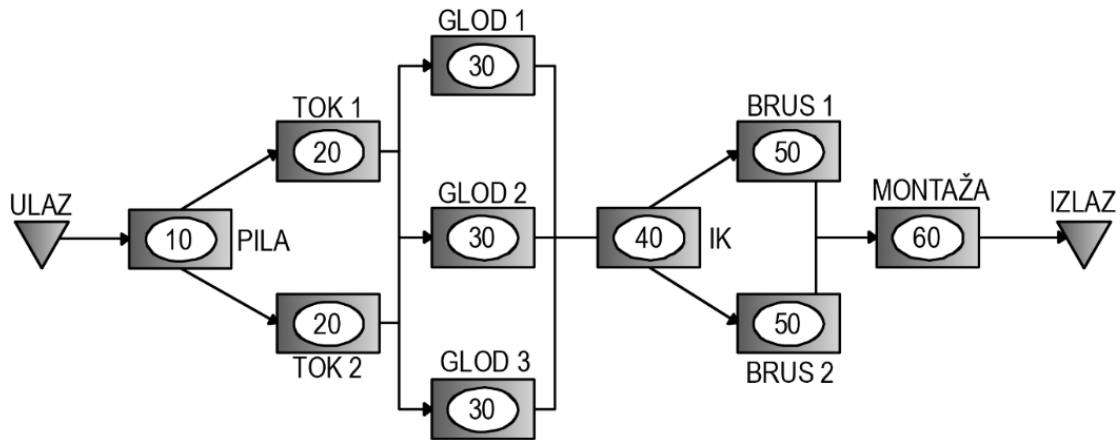 GLOD 1
30
TOK 1
20
BRUS 1
50
ULAZ
10
PILA
GLOD 2
30
40
IK
MONTAŽA
60
IZLAZ
20
TOK 2
50
BRUS 2
GLOD 3
30